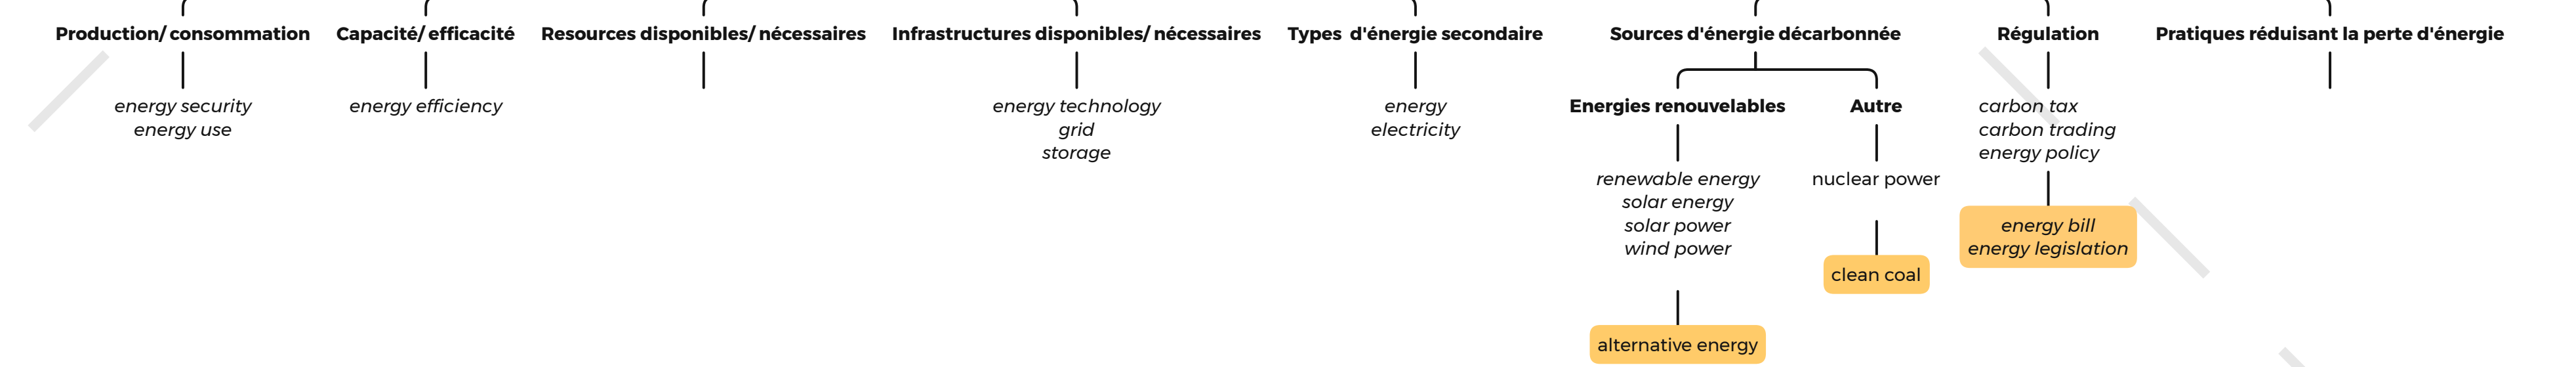 Production/ consommation
Capacité/ efficacité
Resources disponibles/ nécessaires
Infrastructures disponibles/ nécessaires
Types d'énergie secondaire
Sources d'énergie décarbonnée
Régulation
Pratiques réduisant la perte d'énergie
energy security
energy use
energy efficiency
energy technology
grid
storage
energy
electricity
Energies renouvelables
renewable energy
solar energy
solar power
wind power
alternative energy
Autre
nuclear power
clean coal
carbon tax
carbon trading
energy policy
energy bill
energy legislation